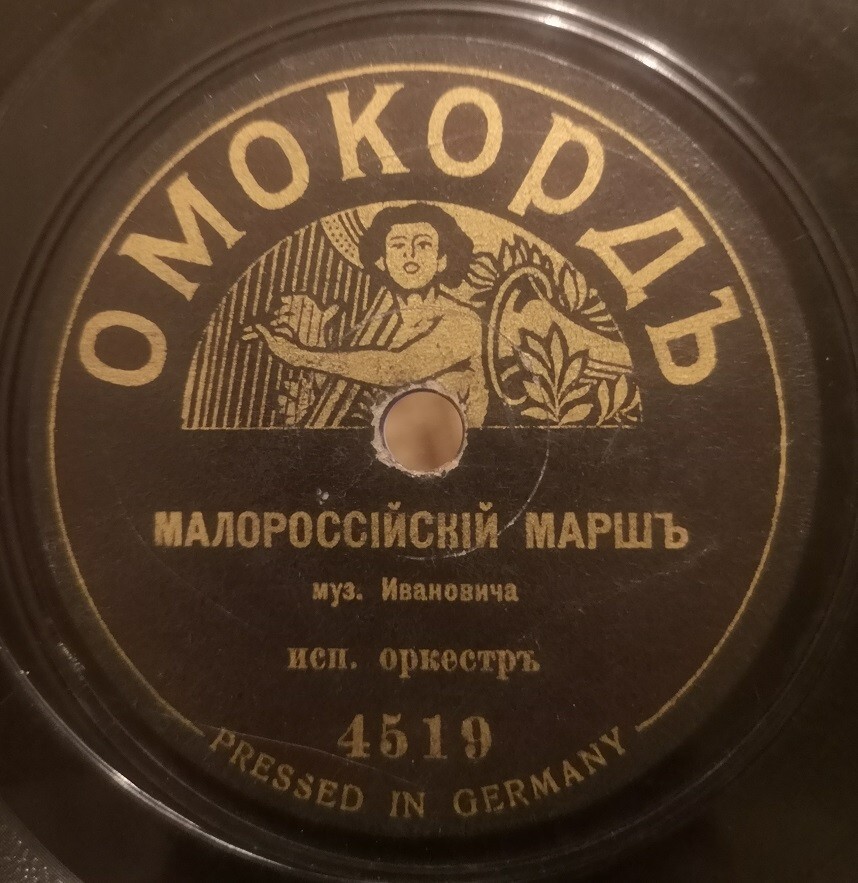 ОМОКОРДЪ
МАЛОРОССІЙСКІЙ МАРШЪ
муз. Ивановича
исп. оркестръ
4519
PRESSED IN GERMANY